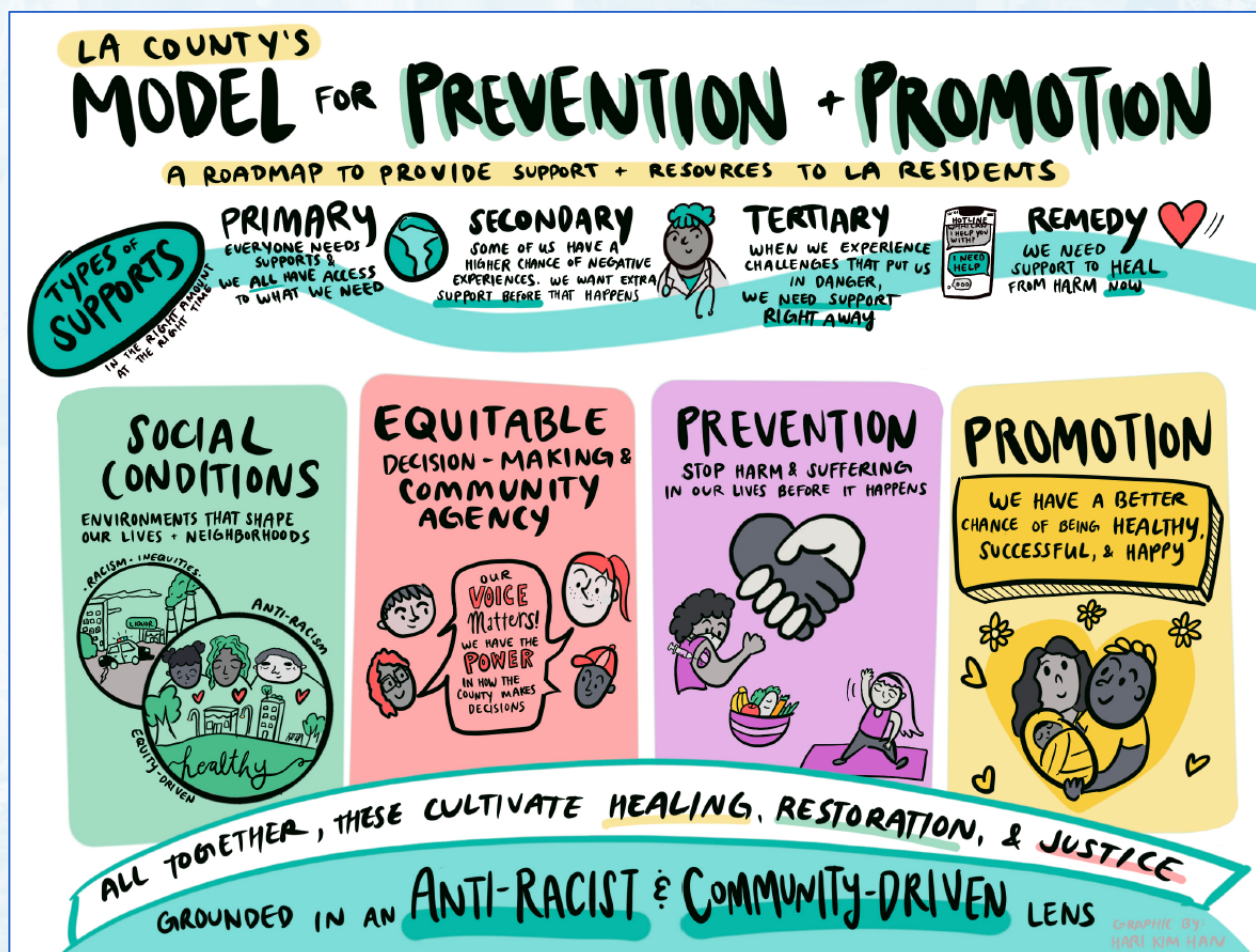 LA COUNTY'S
MODEL FOR PREVENTION + PROMOTION
A ROADMAP TO PROVIDE SUPPORT + RESOURCES TO LA RESIDENTS
TYPES OF
SUPPORTS
IN THE RIGHT AMOUNT
AT THE RIGHT TIME
PRIMARY
EVERYONE NEEDS
SUPPORTS &
WE ALL HAVE ACCESS
TO WHAT WE NEED
SECONDARY
SOME OF US HAVE A
HIGHER CHANCE OF NEGATIVE
EXPERIENCES. WE WANT EXTRA
SUPPORT BEFORE THAT HAPPENS
TERTIARY
WHEN WE EXPERIENCE
CHALLENGES THAT PUT US
IN DANGER,
WE NEED SUPPORT
RIGHT AWAY
HOTLINE
I HELP YOU
WITH?
I NEED
HELP
REMEDY
WE NEED
SUPPORT TO HEAL
FROM HARM NOW
SOCIAL
CONDITIONS
ENVIRONMENTS THAT SHAPE
OUR LIVES + NEIGHBORHOODS
RACISM · INEQUITIES
LIQUOR
ANTI-RACISM
EQUITY-DRIVEN
healthy
EQUITABLE
DECISION-MAKING &
COMMUNITY
AGENCY
OUR
VOICE
Matters!
WE HAVE THE
POWER
IN HOW THE
COUNTY MAKES
DECISIONS
PREVENTION
STOP HARM & SUFFERING
IN OUR LIVES BEFORE IT HAPPENS
PROMOTION
WE HAVE A BETTER
CHANCE OF BEING HEALTHY,
SUCCESSFUL, & HAPPY
ALL TOGETHER, THESE CULTIVATE HEALING, RESTORATION, & JUSTICE
GROUNDED IN AN ANTI-RACIST & COMMUNITY-DRIVEN LENS
GRAPHIC BY:
HARI KIM HAN